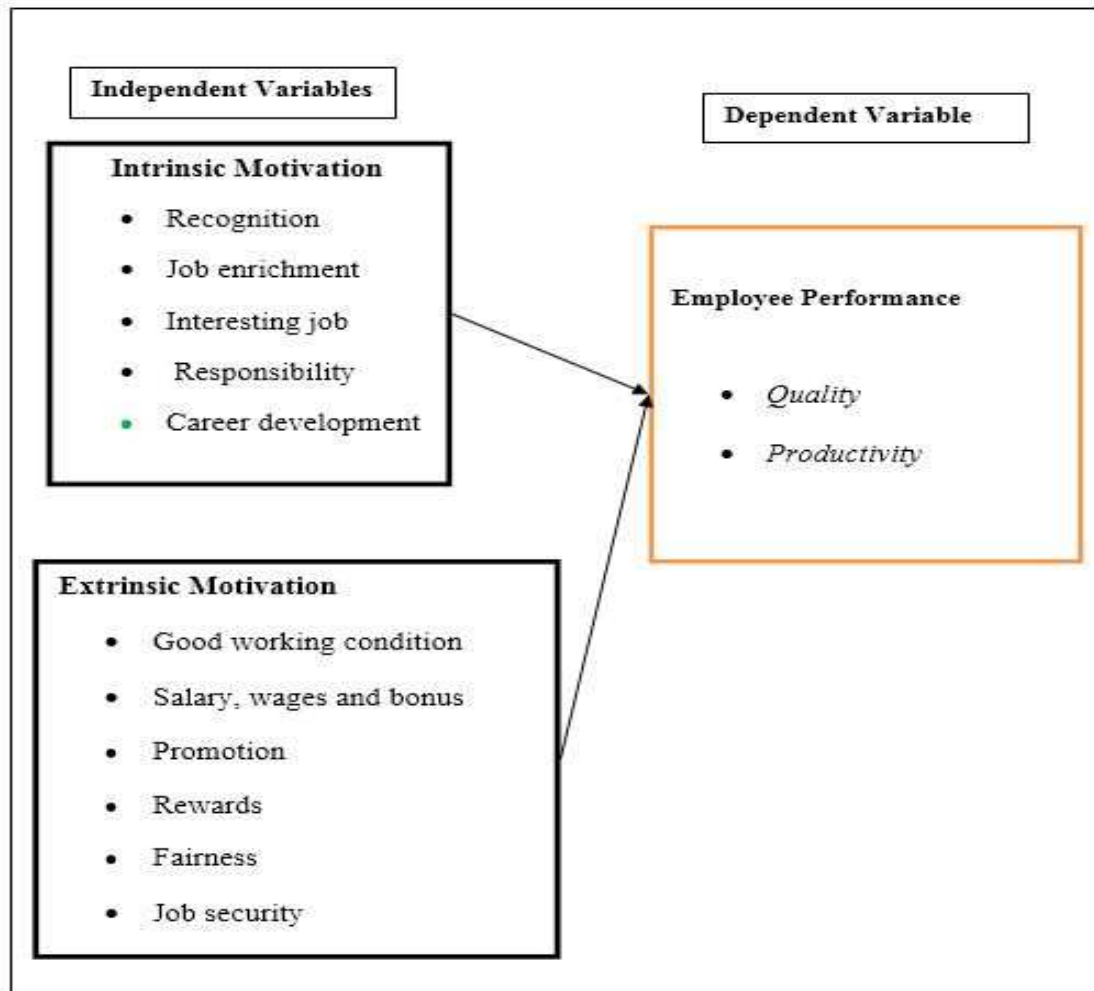 Independent Variables
Dependent Variable
Intrinsic Motivation
• Recognition
• Job enrichment
• Interesting job
• Responsibility
• Career development
Employee Performance
• Quality
• Productivity
Extrinsic Motivation
• Good working condition
• Salary, wages and bonus
• Promotion
• Rewards
• Fairness
• Job security